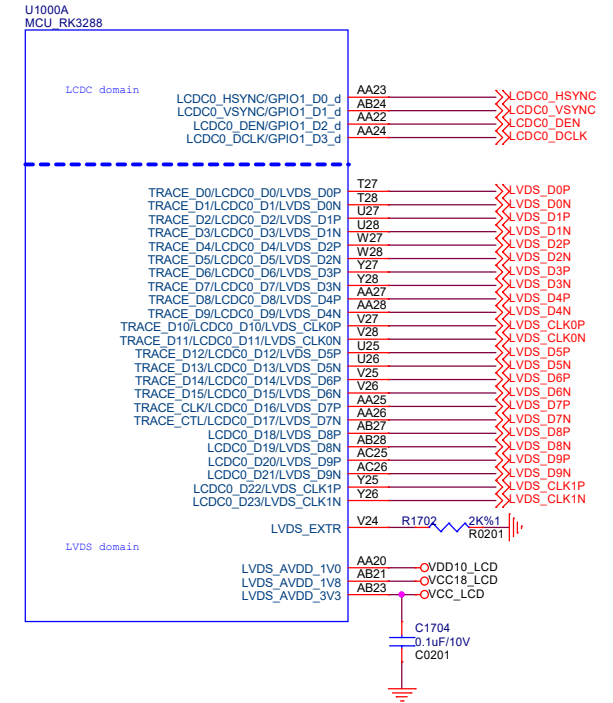 U1000A
MCU_RK3288
LCDC domain
LCDC0_HSYNC/GPIO1_D0_d AA23 LCDC0_HSYNC
LCDC0_VSYNC/GPIO1_D1_d AB24 LCDC0_VSYNC
LCDC0_DEN/GPIO1_D2_d AA22 LCDC0_DEN
LCDC0_DCLK/GPIO1_D3_d AA24 LCDC0_DCLK
TRACE_D0/LCDC0_D0/LVDS_D0P T27 LVDS_D0P
TRACE_D1/LCDC0_D1/LVDS_D0N T28 LVDS_D0N
TRACE_D2/LCDC0_D2/LVDS_D1P U27 LVDS_D1P
TRACE_D3/LCDC0_D3/LVDS_D1N U28 LVDS_D1N
TRACE_D4/LCDC0_D4/LVDS_D2P W27 LVDS_D2P
TRACE_D5/LCDC0_D5/LVDS_D2N W28 LVDS_D2N
TRACE_D6/LCDC0_D6/LVDS_D3P Y27 LVDS_D3P
TRACE_D7/LCDC0_D7/LVDS_D3N Y28 LVDS_D3N
TRACE_D8/LCDC0_D8/LVDS_D4P AA27 LVDS_D4P
TRACE_D9/LCDC0_D9/LVDS_D4N AA28 LVDS_D4N
TRACE_D10/LCDC0_D10/LVDS_CLK0P V27 LVDS_CLK0P
TRACE_D11/LCDC0_D11/LVDS_CLK0N V28 LVDS_CLK0N
TRACE_D12/LCDC0_D12/LVDS_D5P U25 LVDS_D5P
TRACE_D13/LCDC0_D13/LVDS_D5N U26 LVDS_D5N
TRACE_D14/LCDC0_D14/LVDS_D6P V25 LVDS_D6P
TRACE_D15/LCDC0_D15/LVDS_D6N V26 LVDS_D6N
TRACE_CLK/LCDC0_D16/LVDS_D7P AA25 LVDS_D7P
TRACE_CTL/LCDC0_D17/LVDS_D7N AA26 LVDS_D7N
LCDC0_D18/LVDS_D8P AB27 LVDS_D8P
LCDC0_D19/LVDS_D8N AB28 LVDS_D8N
LCDC0_D20/LVDS_D9P AC25 LVDS_D9P
LCDC0_D21/LVDS_D9N AC26 LVDS_D9N
LCDC0_D22/LVDS_CLK1P Y25 LVDS_CLK1P
LCDC0_D23/LVDS_CLK1N Y26 LVDS_CLK1N
LVDS_EXTR V24 R1702 2K%1
R0201
LVDS domain
LVDS_AVDD_1V0 AA20 VDD10_LCD
LVDS_AVDD_1V8 AB21 VCC18_LCD
LVDS_AVDD_3V3 AB23 VCC_LCD
C1704
0.1uF/10V
C0201